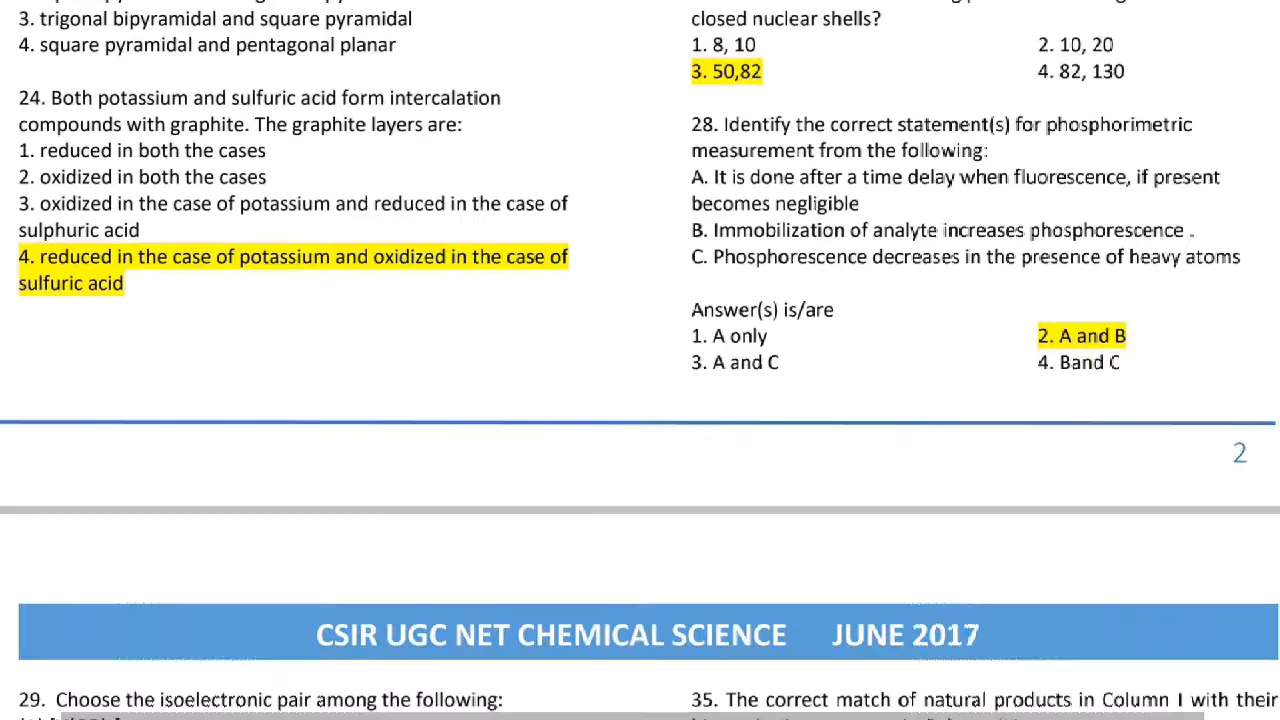 3. trigonal bipyramidal and square pyramidal
4. square pyramidal and pentagonal planar
24. Both potassium and sulfuric acid form intercalation
compounds with graphite. The graphite layers are:
1. reduced in both the cases
2. oxidized in both the cases
3. oxidized in the case of potassium and reduced in the case of
sulphuric acid
4. reduced in the case of potassium and oxidized in the case of
sulfuric acid
closed nuclear shells?
1. 8, 10 2. 10, 20
3. 50,82 4. 82, 130
28. Identify the correct statement(s) for phosphorimetric
measurement from the following:
A. It is done after a time delay when fluorescence, if present
becomes negligible
B. Immobilization of analyte increases phosphorescence .
C. Phosphorescence decreases in the presence of heavy atoms
Answer(s) is/are
1. A only 2. A and B
3. A and C 4. Band C
2
CSIR UGC NET CHEMICAL SCIENCE JUNE 2017
29. Choose the isoelectronic pair among the following:
35. The correct match of natural products in Column I with their